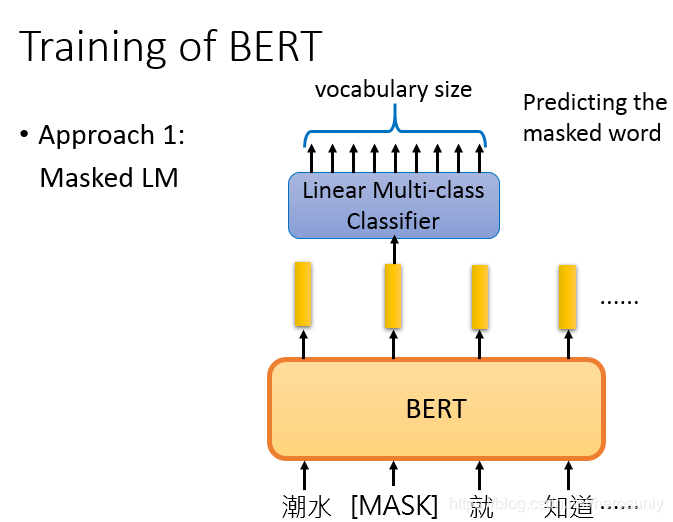 Training of BERT
vocabulary size
Predicting the
masked word
• Approach 1:
Masked LM
Linear Multi-class
Classifier
......
BERT
潮水 [MASK] 就 知道 ......